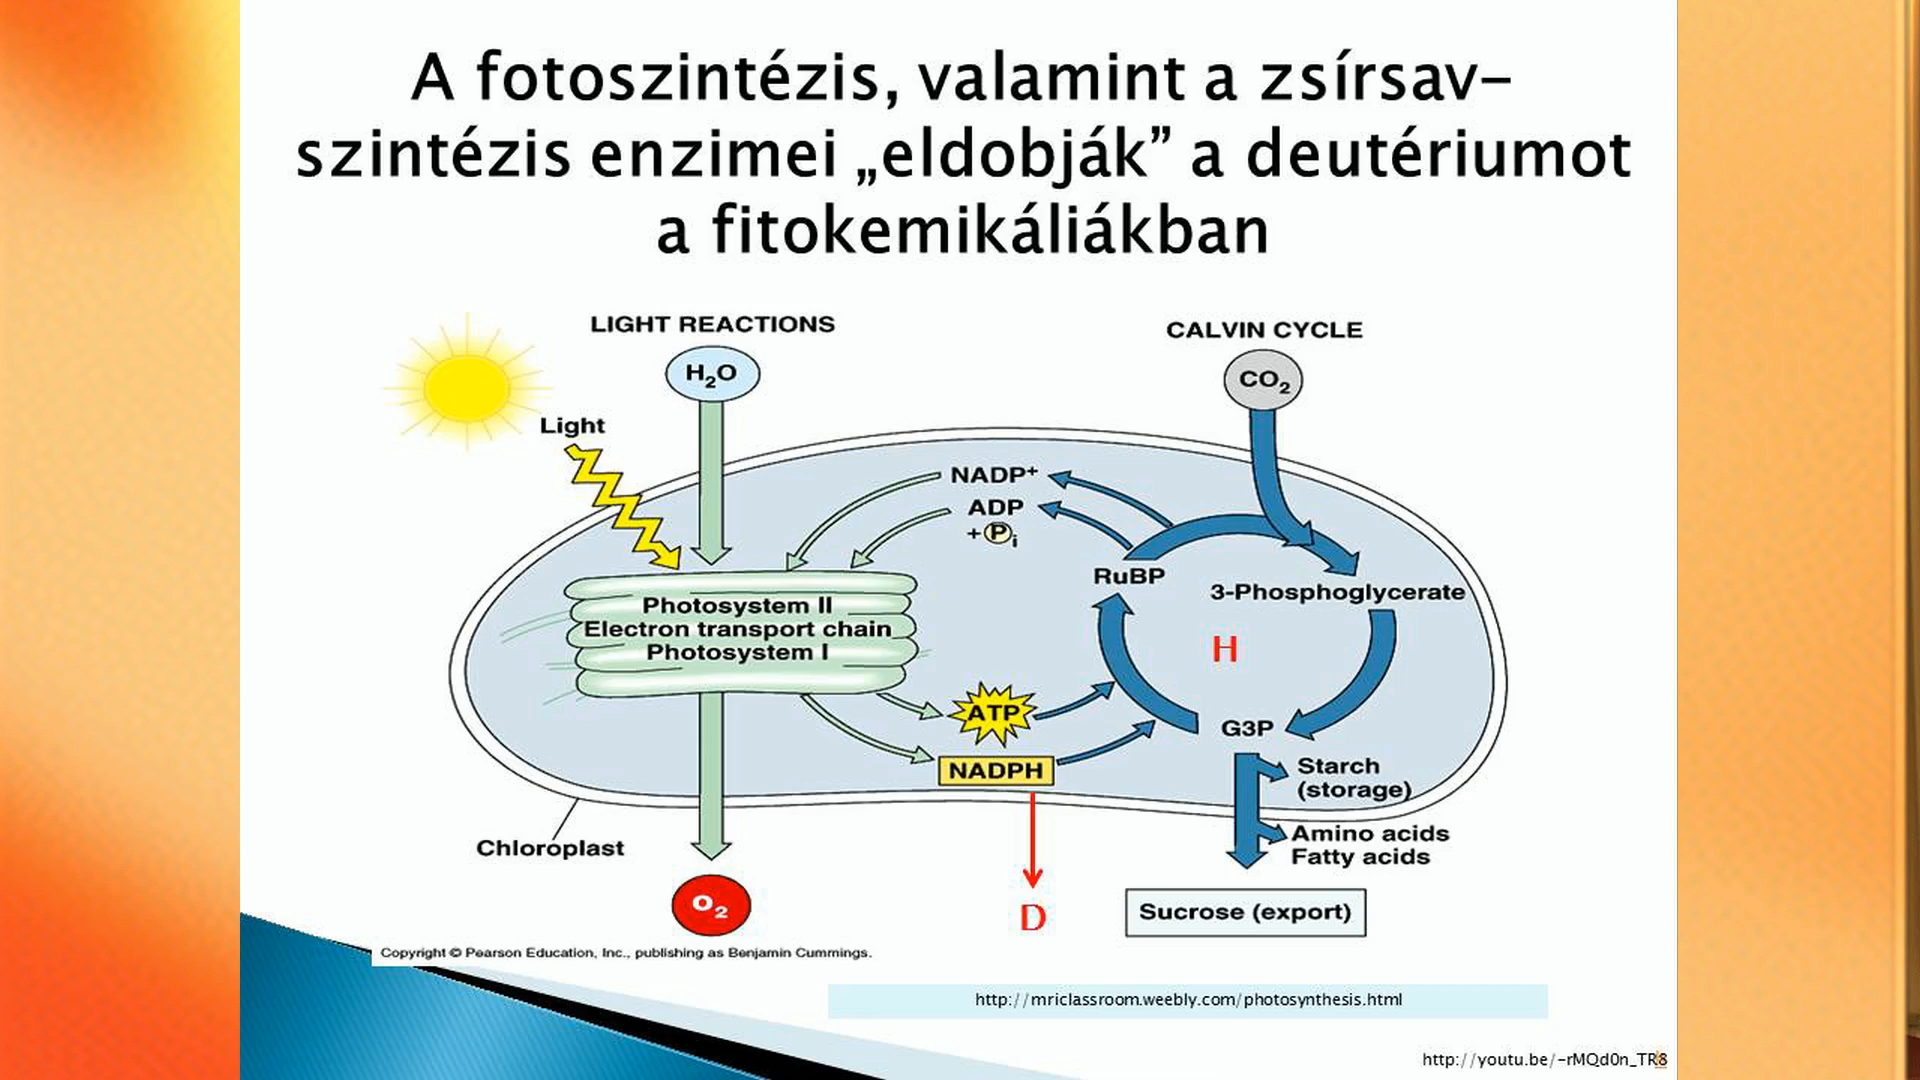 A fotoszintézis, valamint a zsírsav-
szintézis enzimei „eldobják” a deutériumot
a fitokemikáliákban
LIGHT REACTIONS
CALVIN CYCLE
H₂O
CO₂
Light
NADP⁺
ADP
+ Pᵢ
RuBP
3-Phosphoglycerate
Photosystem II
Electron transport chain
Photosystem I
H
ATP
G3P
NADPH
Starch
(storage)
Amino acids
Fatty acids
Chloroplast
O₂
D
Sucrose (export)
Copyright © Pearson Education, Inc., publishing as Benjamin Cummings.
http://mriclassroom.weebly.com/photosynthesis.html
http://youtu.be/-rMQd0n_TR8